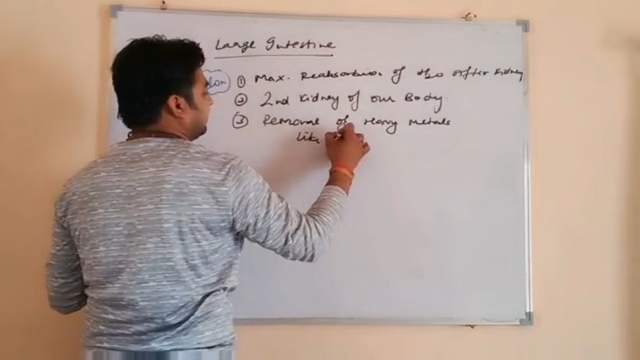 Large Intestine
① Max. Reabsorption of H2O After Kidney
② 2nd Kidney of our Body
③ Removal of Heavy Metals
like